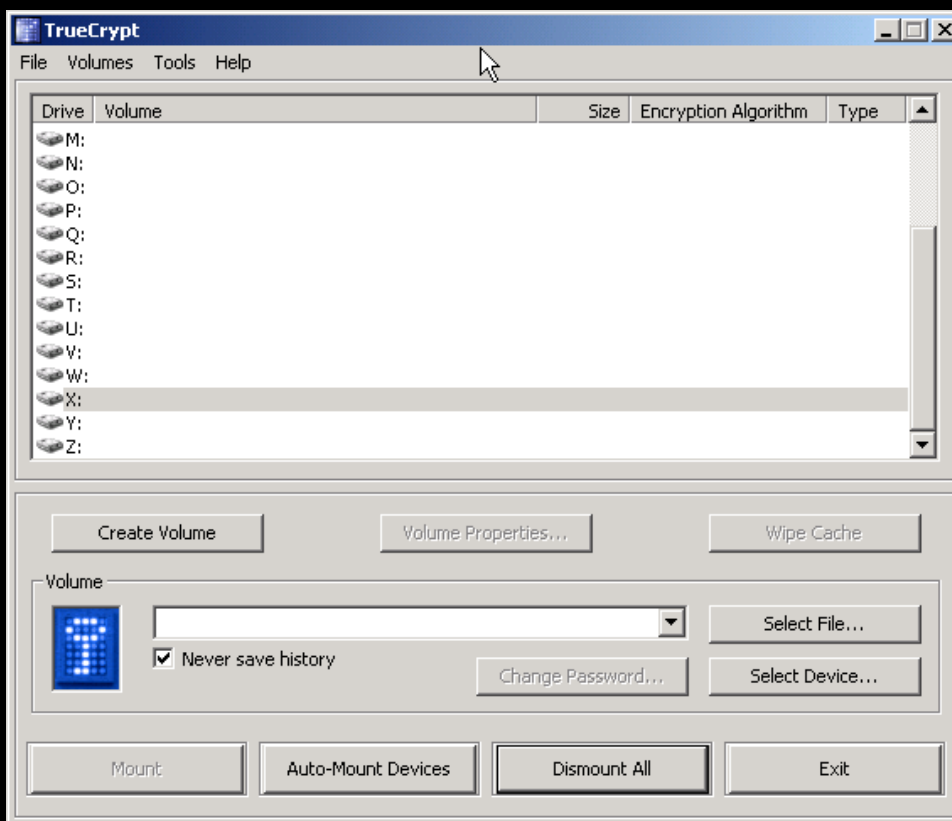 TrueCrypt
File Volumes Tools Help
Drive Volume Size Encryption Algorithm Type
M:
N:
O:
P:
Q:
R:
S:
T:
U:
V:
W:
X:
Y:
Z:
Create Volume Volume Properties... Wipe Cache
Volume
Select File...
Never save history
Change Password... Select Device...
Mount Auto-Mount Devices Dismount All Exit